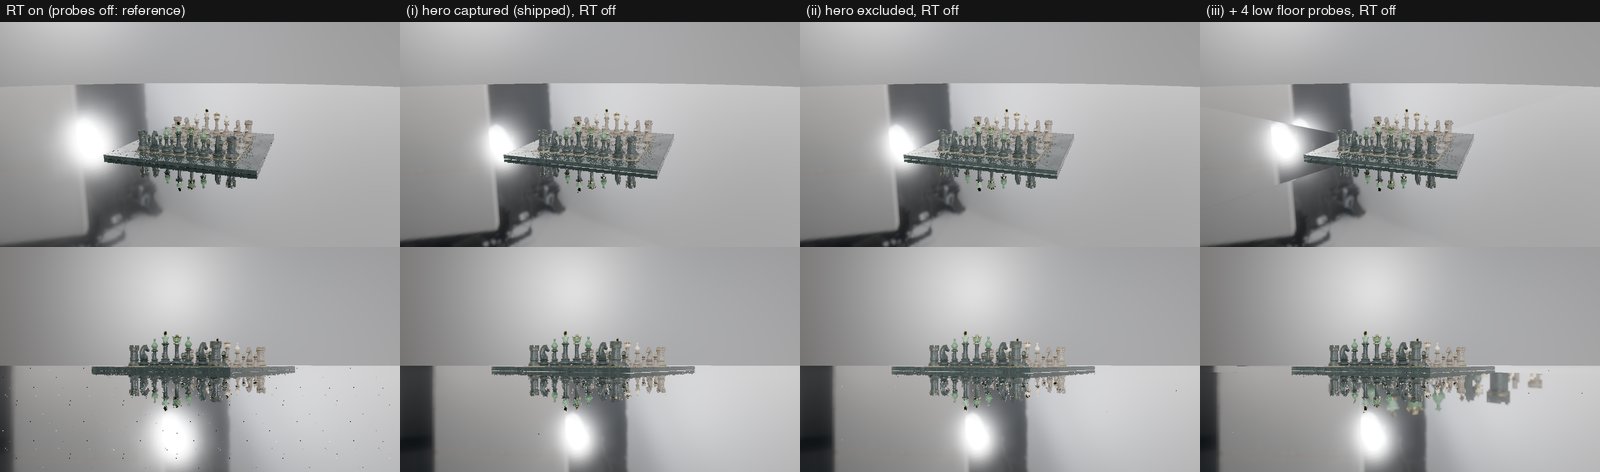 RT on (probes off: reference)
(i) hero captured (shipped), RT off
(ii) hero excluded, RT off
(iii) + 4 low floor probes, RT off